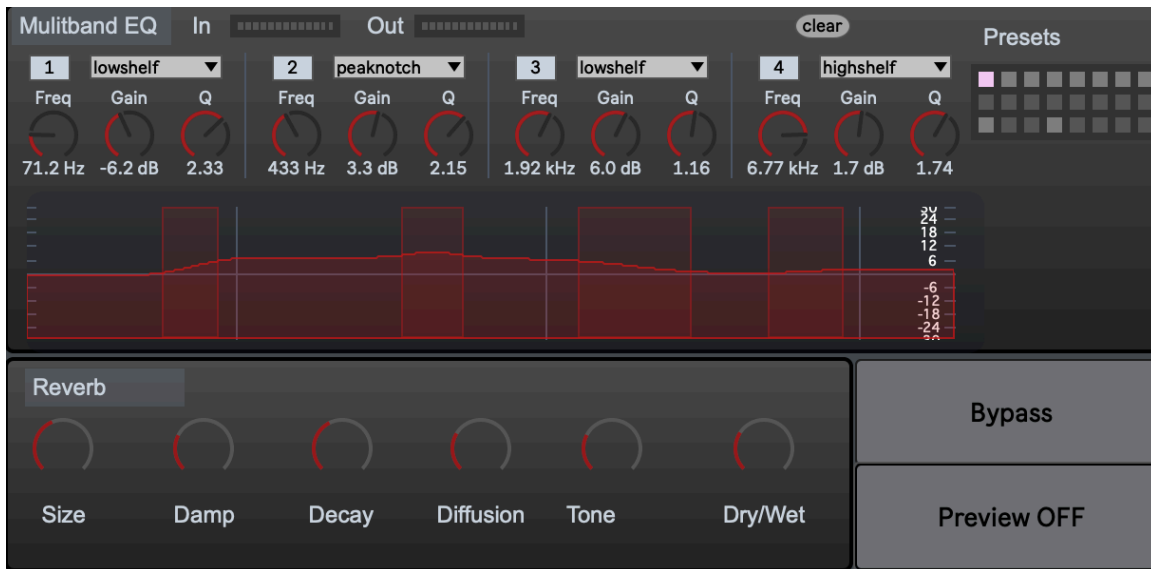 Mulitband EQ In Out clear Presets
1 lowshelf 2 peaknotch 3 lowshelf 4 highshelf
Freq Gain Q Freq Gain Q Freq Gain Q Freq Gain Q
71.2 Hz -6.2 dB 2.33 433 Hz 3.3 dB 2.15 1.92 kHz 6.0 dB 1.16 6.77 kHz 1.7 dB 1.74
30
24
18
12
6
-6
-12
-18
-24
Reverb
Size Damp Decay Diffusion Tone Dry/Wet
Bypass
Preview OFF